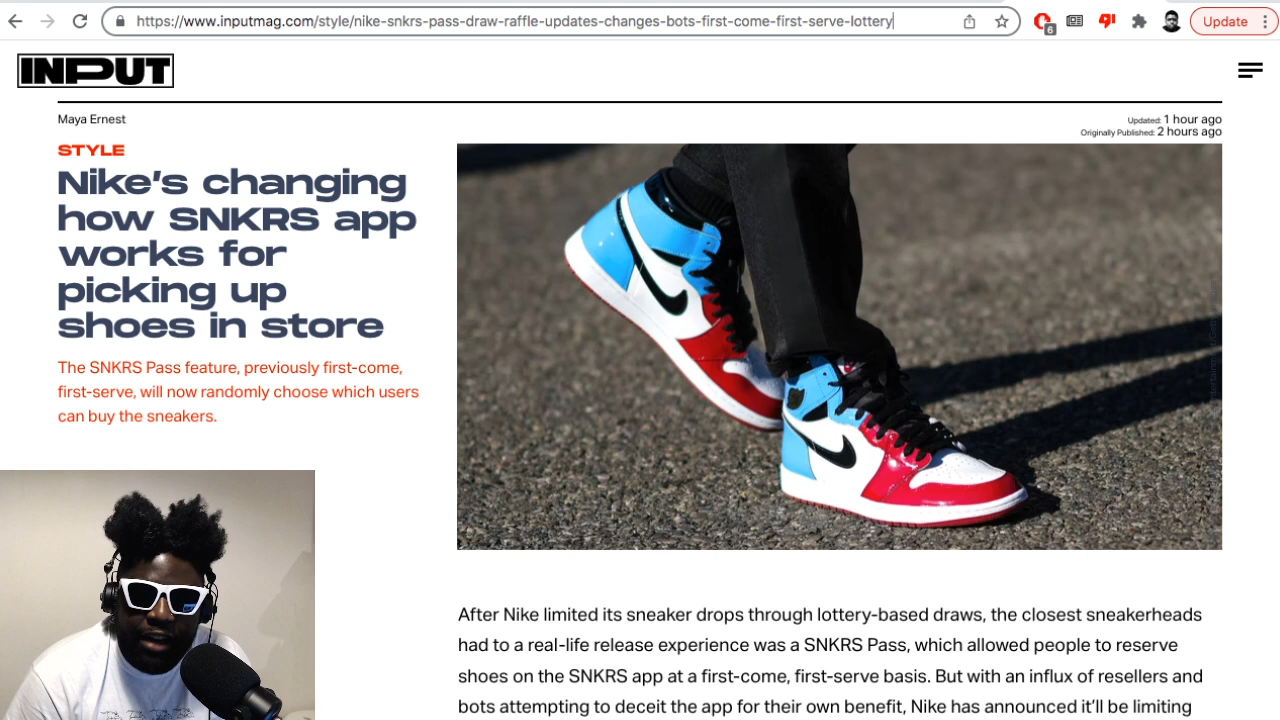 https://www.inputmag.com/style/nike-snkrs-pass-draw-raffle-updates-changes-bots-first-come-first-serve-lottery
6
Update
INPUT
Maya Ernest
Updated: 1 hour ago
Originally Published: 2 hours ago
STYLE
Nike's changing
how SNKRS app
works for
picking up
shoes in store
The SNKRS Pass feature, previously first-come,
first-serve, will now randomly choose which users
can buy the sneakers.
After Nike limited its sneaker drops through lottery-based draws, the closest sneakerheads
had to a real-life release experience was a SNKRS Pass, which allowed people to reserve
shoes on the SNKRS app at a first-come, first-serve basis. But with an influx of resellers and
bots attempting to deceit the app for their own benefit, Nike has announced it'll be limiting